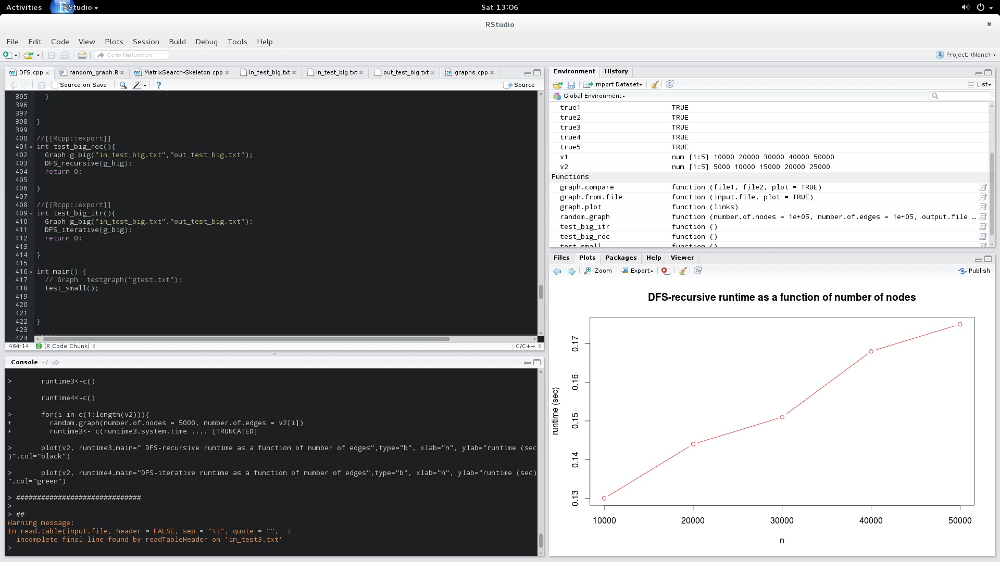 Activities RStudio Sat 13:06
RStudio
File Edit Code View Plots Session Build Debug Tools Help
Go to file/function Project: (None)
DFS.cpp random_graph.R MatrixSearch-Skeleton.cpp in_test_big.txt in_test_big.txt out_test_big.txt graphs.cpp
Source on Save Source
395 }
396
397
398 }
399
400 //[[Rcpp::export]]
401 int test_big_rec(){
402 Graph g_big("in_test_big.txt","out_test_big.txt");
403 DFS_recursive(g_big);
404 return 0;
405
406 }
407
408 //[[Rcpp::export]]
409 int test_big_itr(){
410 Graph g_big("in_test_big.txt","out_test_big.txt");
411 DFS_iterative(g_big);
412 return 0;
413
414 }
415
416 int main() {
417 // Graph  testgraph("gtest.txt");
418 test_small();
419
420
421
422 }
423
424
464:14 (R Code Chunk) C/C++
Console ~/
> runtime3<-c()
> runtime4<-c()
> for(i in c(1:length(v2))){
+ random.graph(number.of.nodes = 5000, number.of.edges = v2[i])
+ runtime3<- c(runtime3,system.time .... [TRUNCATED]
> plot(v2, runtime3,main=" DFS-recursive runtime as a function of number of edges",type="b", xlab="n", ylab="runtime (sec
)",col="black")
> plot(v2, runtime4,main="DFS-iterative runtime as a function of number of edges",type="b", xlab="n", ylab="runtime (sec)
",col="green")
> ##############################
>
> ##
Warning message:
In read.table(input.file, header = FALSE, sep = "\t", quote = "",  :
incomplete final line found by readTableHeader on 'in_test3.txt'
>
Environment History
Import Dataset List
Global Environment
true1 TRUE
true2 TRUE
true3 TRUE
true4 TRUE
true5 TRUE
v1 num [1:5] 10000 20000 30000 40000 50000
v2 num [1:5] 5000 10000 15000 20000 25000
Functions
graph.compare function (file1, file2, plot = TRUE)
graph.from.file function (input.file, plot = TRUE)
graph.plot function (links)
random.graph function (number.of.nodes = 1e+05, number.of.edges = 1e+05, output.file …
test_big_itr function ()
test_big_rec function ()
test_small function ()
Files Plots Packages Help Viewer
Zoom Export Publish
DFS-recursive runtime as a function of number of nodes
runtime (sec)
0.17
0.16
0.15
0.14
0.13
10000 20000 30000 40000 50000
n